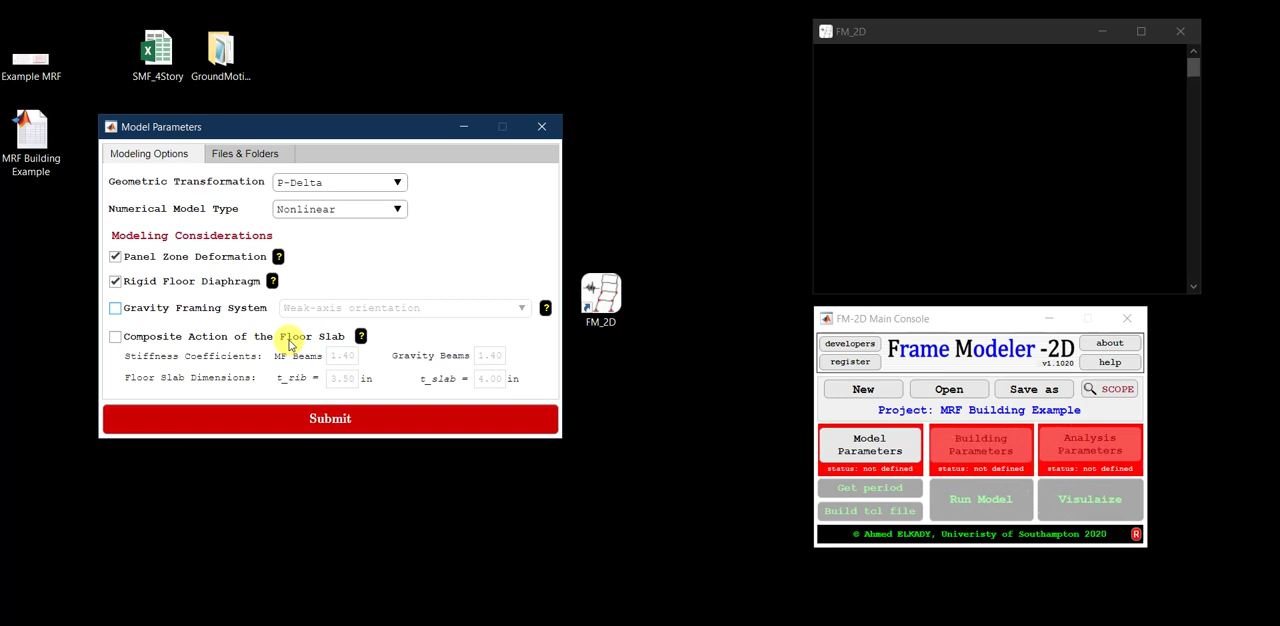 Example MRF
SMF_4Story
GroundMoti...
MRF Building
Example
Model Parameters
Modeling Options
Files & Folders
Geometric Transformation
P-Delta
Numerical Model Type
Nonlinear
Modeling Considerations
Panel Zone Deformation ?
Rigid Floor Diaphragm ?
Gravity Framing System
Weak-axis orientation
?
Composite Action of the Floor Slab ?
Stiffness Coefficients: MF Beams 1.40 Gravity Beams 1.40
Floor Slab Dimensions: t_rib = 3.50 in t_slab = 4.00 in
Submit
FM_2D
FM_2D
FM-2D Main Console
developers
register
Frame Modeler -2D
v1.1020
about
help
New
Open
Save as
SCOPE
Project: MRF Building Example
Model
Parameters
status: not defined
Building
Parameters
status: not defined
Analysis
Parameters
status: not defined
Get period
Build tcl file
Run Model
Visulaize
© Ahmed ELKADY, Univeristy of Southampton 2020
R